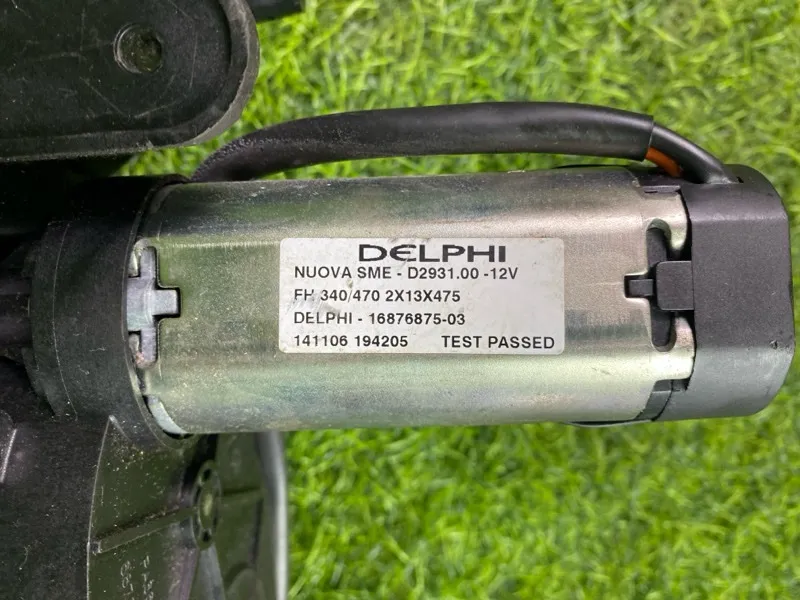 DELPHI
NUOVA SME - D2931.00 -12V
FH 340/470 2X13X475
DELPHI - 16876875-03
141106 194205 TEST PASSED